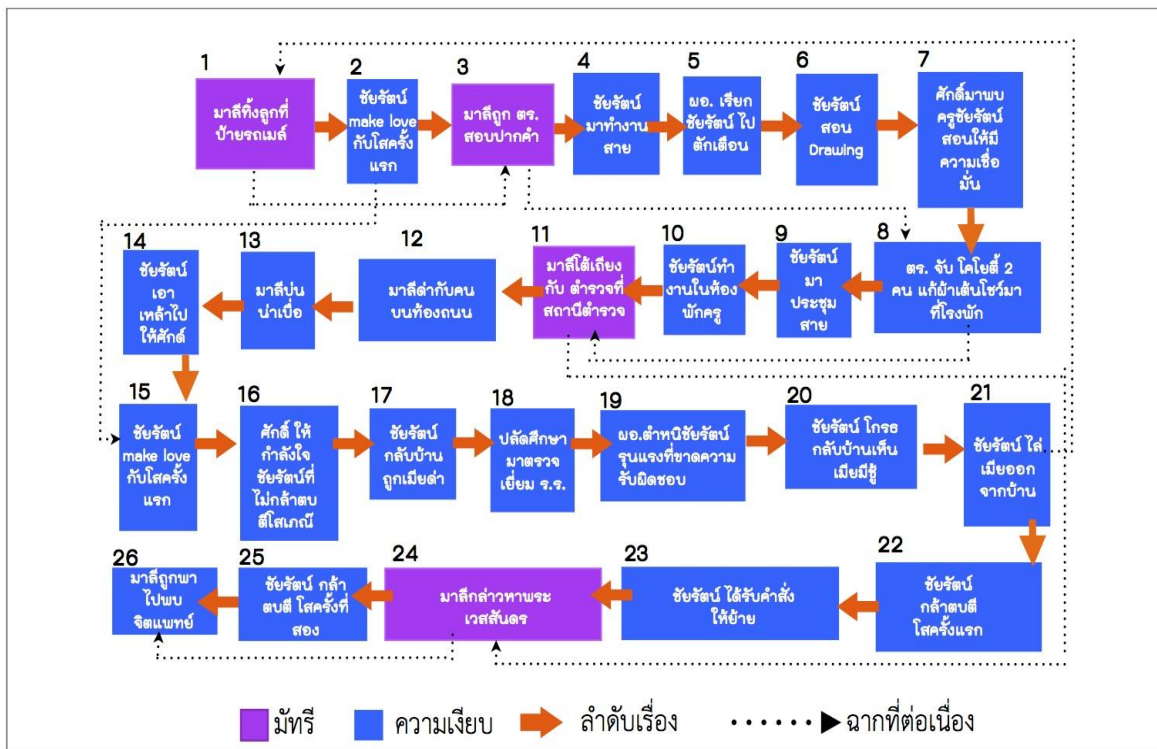 1
มาลีทิ้งลูกที่
ป้ายรถเมล์
2
ชัยรัตน์
make love
กับโสครั้ง
แรก
3
มาลีถูก ตร.
สอบปากคำ
4
ชัยรัตน์
มาทำงาน
สาย
5
ผอ. เรียก
ชัยรัตน์ ไป
ตักเตือน
6
ชัยรัตน์
สอน
Drawing
7
ศักดิ์มาพบ
ครูชัยรัตน์
สอนให้มี
ความเชื่อ
มั่น
8
ตร. จับ โคโยตี้ 2
คน แก้ผ้าเต้นโชว์มา
ที่โรงพัก
9
ชัยรัตน์
มา
ประชุม
สาย
10
ชัยรัตน์ทำ
งานในห้อง
พักครู
11
มาลีโต้เถียง
กับ ตำรวจที่
สถานีตำรวจ
12
มาลีด่ากับคน
บนท้องถนน
13
มาลีบ่น
น่าเบื่อ
14
ชัยรัตน์
เอา
เหล้าไป
ให้ศักดิ์
15
ชัยรัตน์
make love
กับโสครั้ง
แรก
16
ศักดิ์ ให้
กำลังใจ
ชัยรัตน์ที่
ไม่กล้าตบ
ตีโสเภณี
17
ชัยรัตน์
กลับบ้าน
ถูกเมียด่า
18
ปลัดศึกษา
มาตรวจ
เยี่ยม ร.ร.
19
ผอ.ตำหนิชัยรัตน์
รุนแรงที่ขาดความ
รับผิดชอบ
20
ชัยรัตน์ โกรธ
กลับบ้านเห็น
เมียมีชู้
21
ชัยรัตน์ ไล่
เมียออก
จากบ้าน
22
ชัยรัตน์
กล้าตบตี
โสครั้งแรก
23
ชัยรัตน์ ได้รับคำสั่ง
ให้ย้าย
24
มาลีกล่าวหาพระ
เวสสันดร
25
ชัยรัตน์ กล้า
ตบตี โสครั้งที่
สอง
26
มาลีถูกพา
ไปพบ
จิตแพทย์
มัทรี
ความเงียบ
ลำดับเรื่อง
ฉากที่ต่อเนื่อง